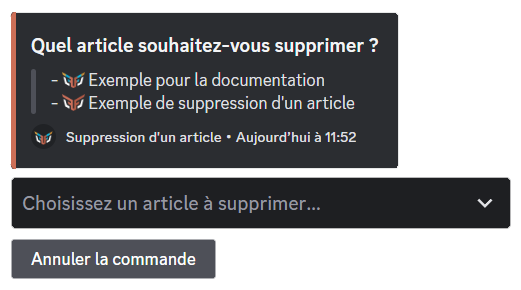 Quel article souhaitez-vous supprimer ?
- Exemple pour la documentation
- Exemple de suppression d'un article
Suppression d'un article • Aujourd’hui à 11:52
Choisissez un article à supprimer...
Annuler la commande